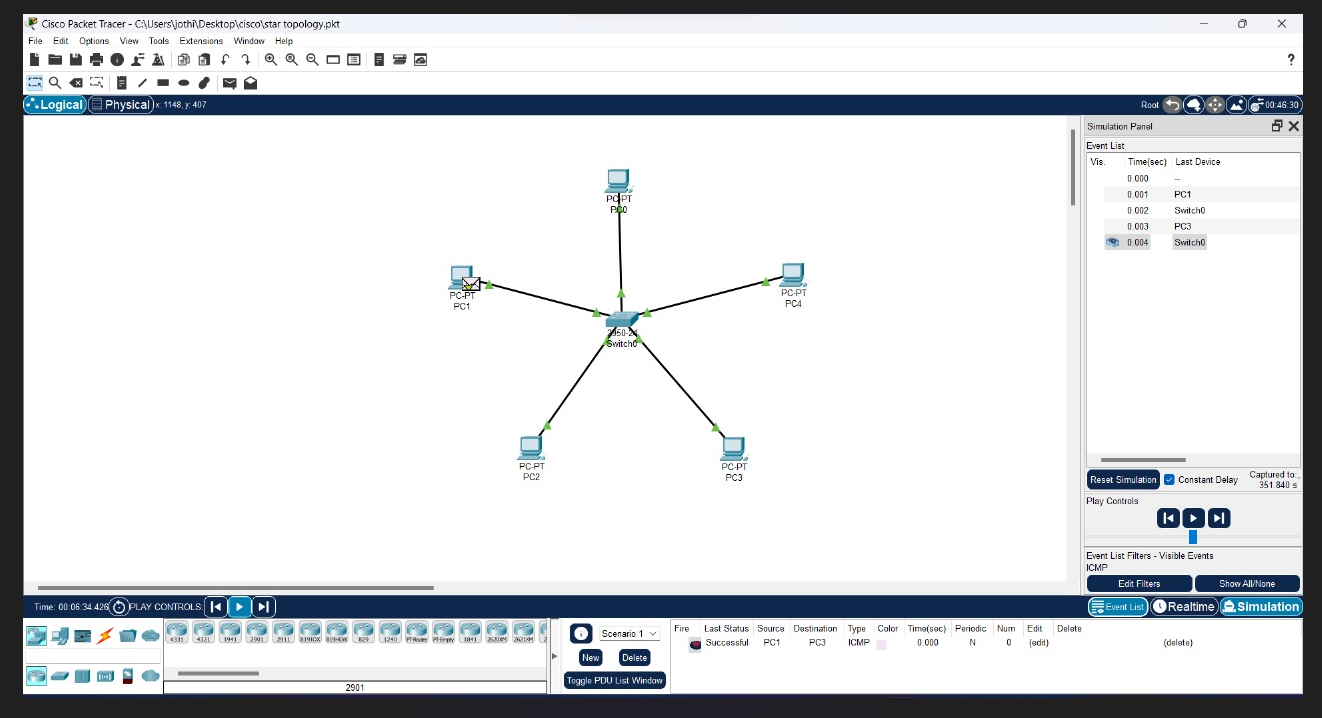 Cisco Packet Tracer - C:\Users\jothi\Desktop\cisco\star topology.pkt
File Edit Options View Tools Extensions Window Help
?
Logical Physical x: 1148, y: 407 Root 00:46:30
Simulation Panel
Event List
Vis. Time(sec) Last Device
0.000 --
0.001 PC1
0.002 Switch0
0.003 PC3
0.004 Switch0
PC-PT
PC0
PC-PT
PC1
PC-PT
PC4
2950-24
Switch0
PC-PT
PC2
PC-PT
PC3
Reset Simulation Constant Delay Captured to:
351.840 s
Play Controls
Event List Filters - Visible Events
ICMP
Edit Filters Show All/None
Time: 00:06:34.426 PLAY CONTROLS: Event List Realtime Simulation
4331 4321 1941 2901 2911 819IOX 819HGW 829 1240 PT-Router PT-Empty 1841 2620XM 2621XM 2
2901
Scenario 1
New Delete
Toggle PDU List Window
Fire Last Status Source Destination Type Color Time(sec) Periodic Num Edit Delete
Successful PC1 PC3 ICMP 0.000 N 0 (edit) (delete)